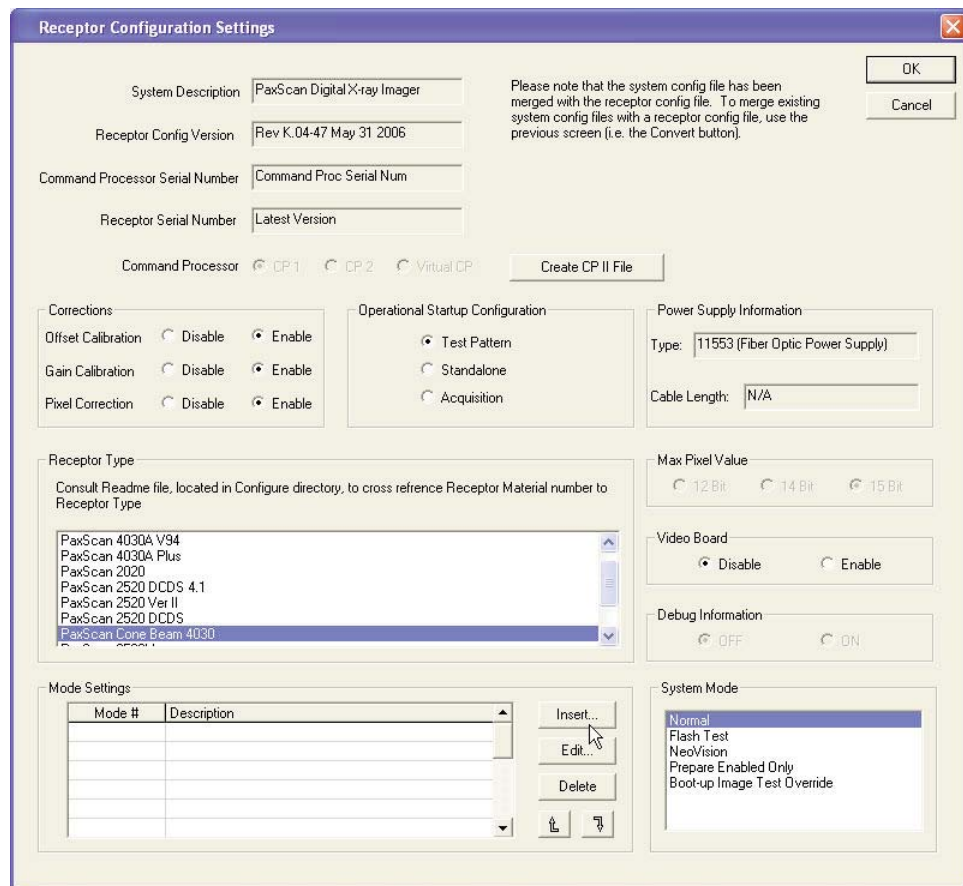 Receptor Configuration Settings
OK
Cancel
System Description
PaxScan Digital X-ray Imager
Please note that the system config file has been
merged with the receptor config file. To merge existing
system config files with a receptor config file, use the
previous screen (i.e. the Convert button).
Receptor Config Version
Rev K.04-47 May 31 2006
Command Processor Serial Number
Command Proc Serial Num
Receptor Serial Number
Latest Version
Command Processor
CP 1
CP 2
Virtual CP
Create CP II File
Corrections
Offset Calibration
Disable
Enable
Gain Calibration
Disable
Enable
Pixel Correction
Disable
Enable
Operational Startup Configuration
Test Pattern
Standalone
Acquisition
Power Supply Information
Type:
11553 (Fiber Optic Power Supply)
Cable Length:
N/A
Receptor Type
Consult Readme file, located in Configure directory, to cross refrence Receptor Material number to
Receptor Type
PaxScan 4030A V94
PaxScan 4030A Plus
PaxScan 2020
PaxScan 2520 DCDS 4.1
PaxScan 2520 Ver II
PaxScan 2520 DCDS
PaxScan Cone Beam 4030
Max Pixel Value
12 Bit
14 Bit
15 Bit
Video Board
Disable
Enable
Debug Information
OFF
ON
Mode Settings
Mode #
Description
Insert...
Edit...
Delete
System Mode
Normal
Flash Test
NeoVision
Prepare Enabled Only
Boot-up Image Test Override